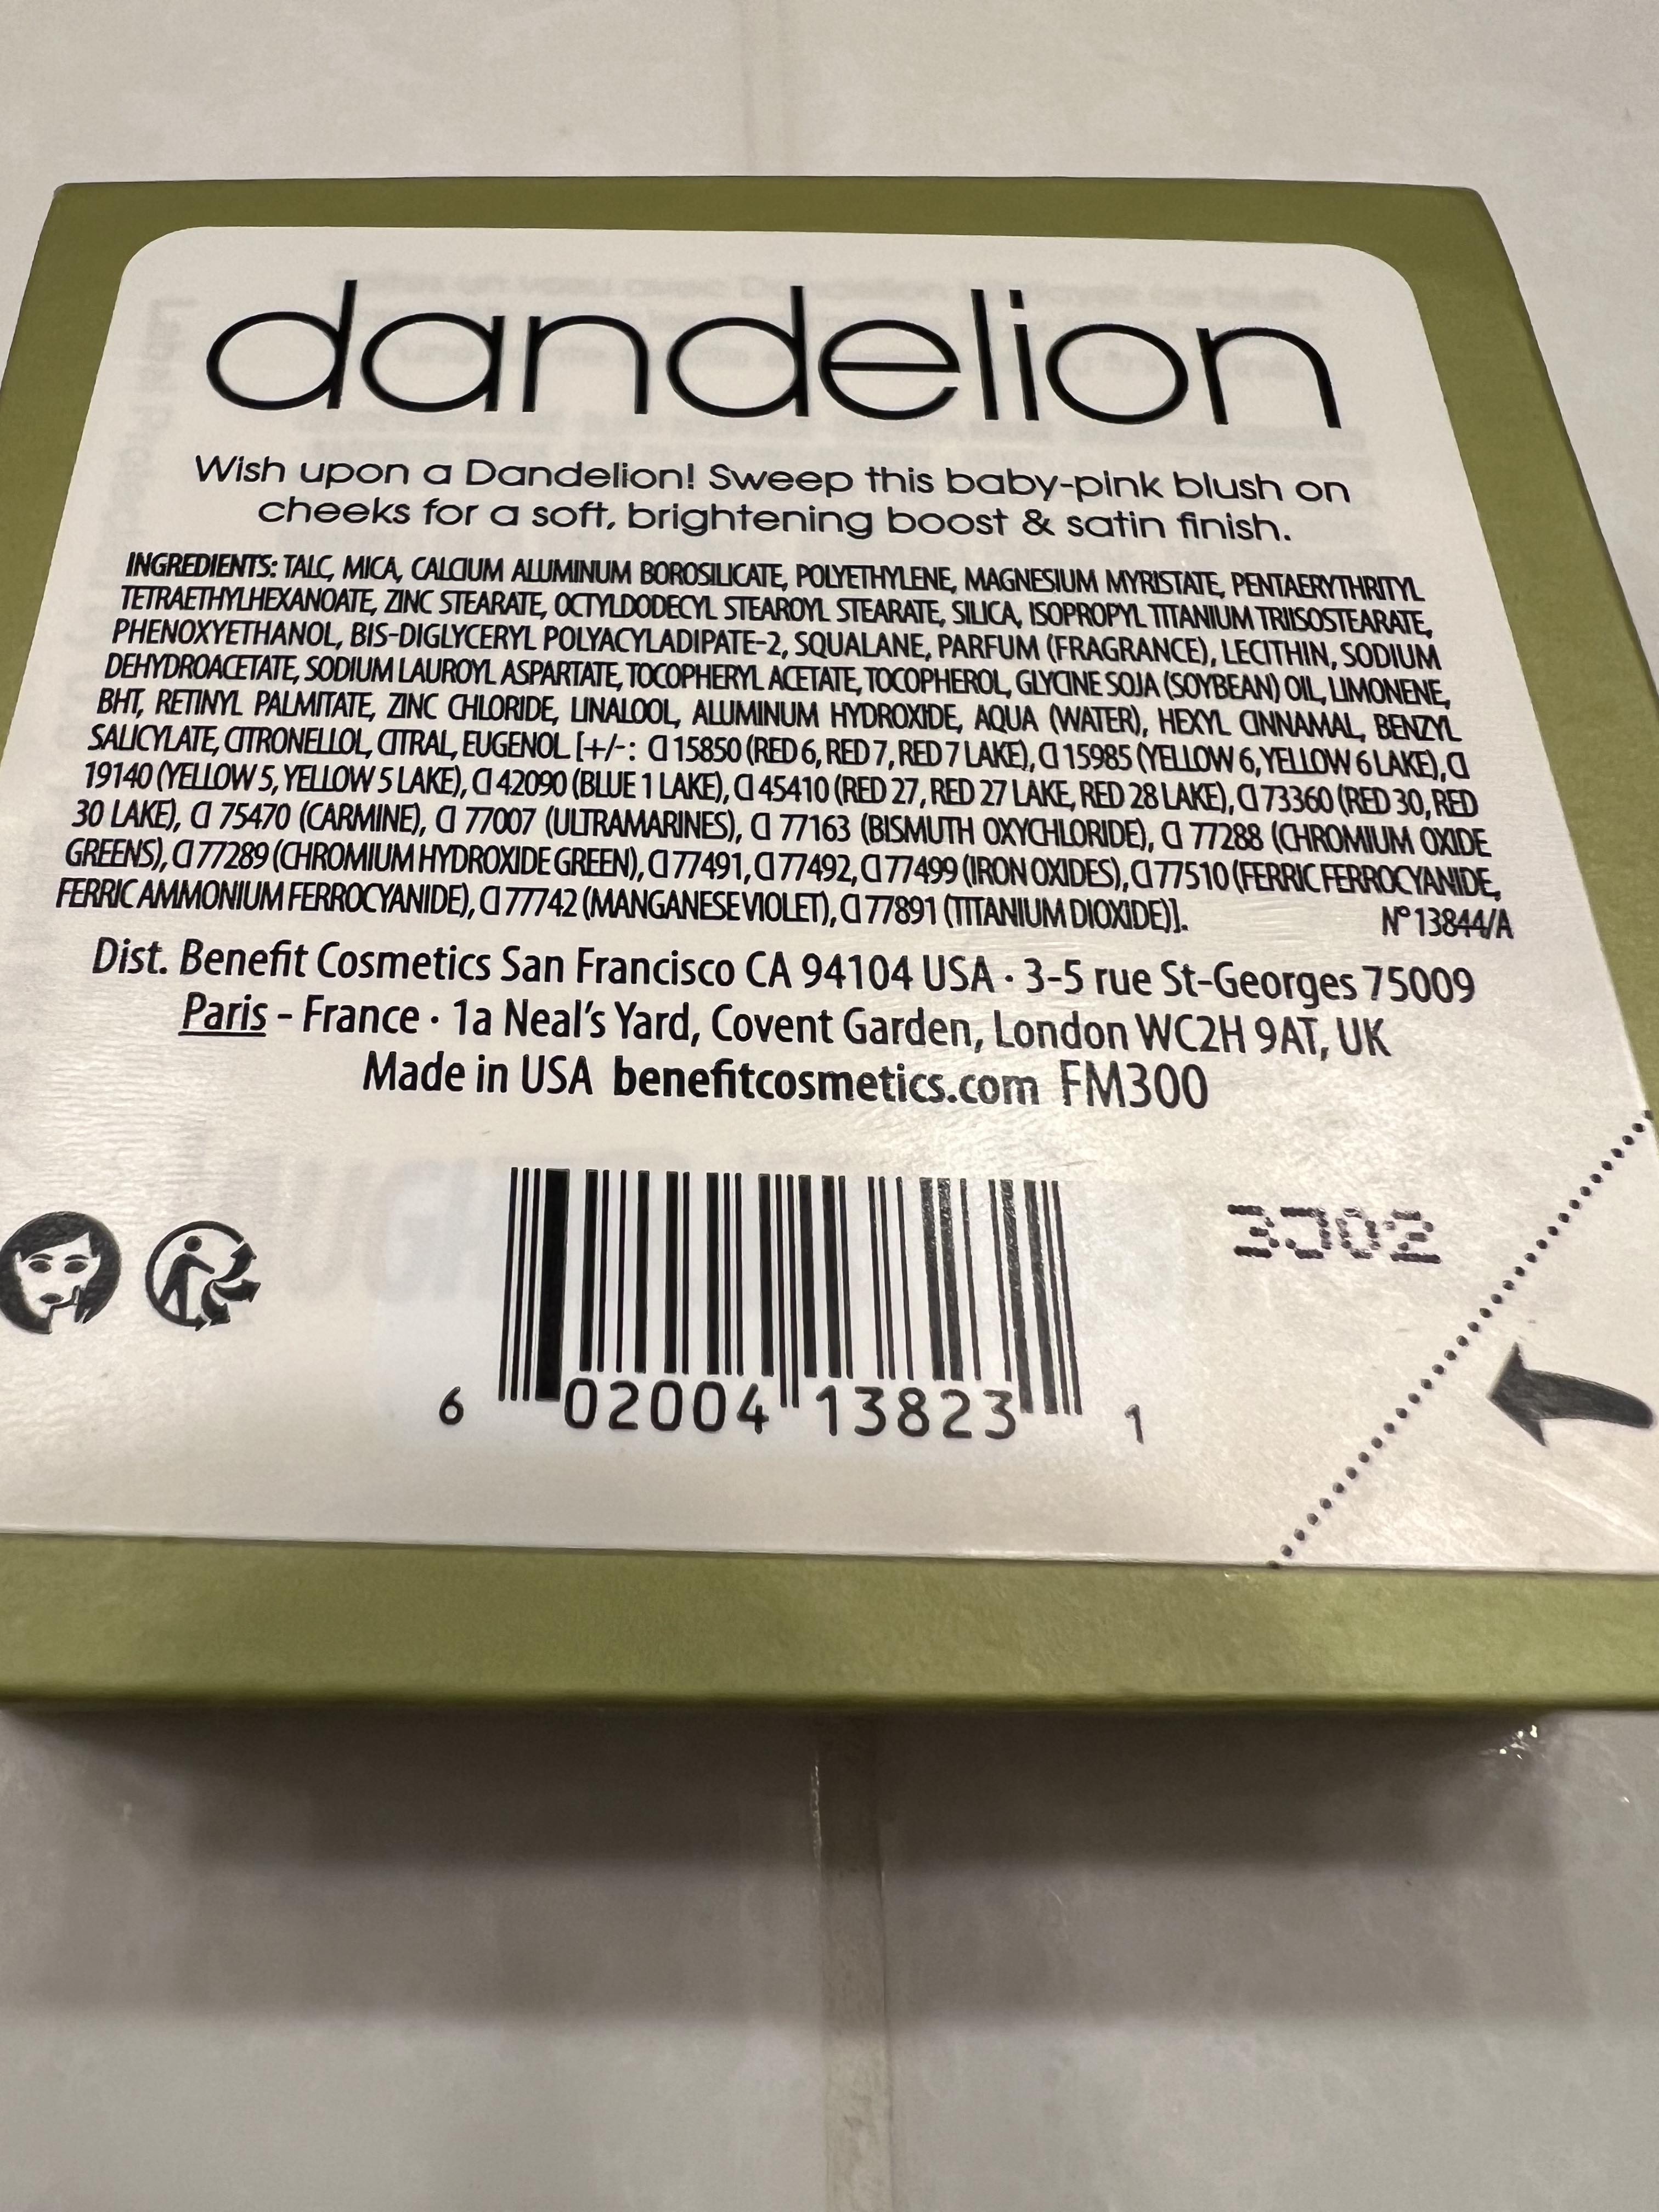 dandelion
Wish upon a Dandelion! Sweep this baby-pink blush on
cheeks for a soft, brightening boost & satin finish.
INGREDIENTS: TALC, MICA, CALCIUM ALUMINUM BOROSILICATE, POLYETHYLENE, MAGNESIUM MYRISTATE, PENTAERYTHRITYL
TETRAETHYLHEXANOATE, ZINC STEARATE, OCTYLDODECYL STEAROYL STEARATE, SILICA, ISOPROPYL TITANIUM TRIISOSTEARATE,
PHENOXYETHANOL, BIS-DIGLYCERYL POLYACYLADIPATE-2, SQUALANE, PARFUM (FRAGRANCE), LECITHIN, SODIUM
DEHYDROACETATE, SODIUM LAUROYL ASPARTATE, TOCOPHERYL ACETATE, TOCOPHEROL, GLYCINE SOJA (SOYBEAN) OIL, LIMONENE,
BHT, RETINYL PALMITATE, ZINC CHLORIDE, LINALOOL, ALUMINUM HYDROXIDE, AQUA (WATER), HEXYL CINNAMAL, BENZYL
SALICYLATE, CITRONELLOL, CITRAL, EUGENOL [+/-: CI 15850 (RED 6, RED 7, RED 7 LAKE), CI 15985 (YELLOW 6, YELLOW 6 LAKE), CI
19140 (YELLOW 5, YELLOW 5 LAKE), CI 42090 (BLUE 1 LAKE), CI 45410 (RED 27, RED 27 LAKE, RED 28 LAKE), CI 73360 (RED 30, RED
30 LAKE), CI 75470 (CARMINE), CI 77007 (ULTRAMARINES), CI 77163 (BISMUTH OXYCHLORIDE), CI 77288 (CHROMIUM OXIDE
GREENS), CI 77289 (CHROMIUM HYDROXIDE GREEN), CI 77491, CI 77492, CI 77499 (IRON OXIDES), CI 77510 (FERRIC FERROCYANIDE,
FERRIC AMMONIUM FERROCYANIDE), CI 77742 (MANGANESE VIOLET), CI 77891 (TITANIUM DIOXIDE)]. N° 13844/A
Dist. Benefit Cosmetics San Francisco CA 94104 USA · 3-5 rue St-Georges 75009
Paris - France · 1a Neal's Yard, Covent Garden, London WC2H 9AT, UK
Made in USA benefitcosmetics.com FM300
3J02
6 02004 13823 1